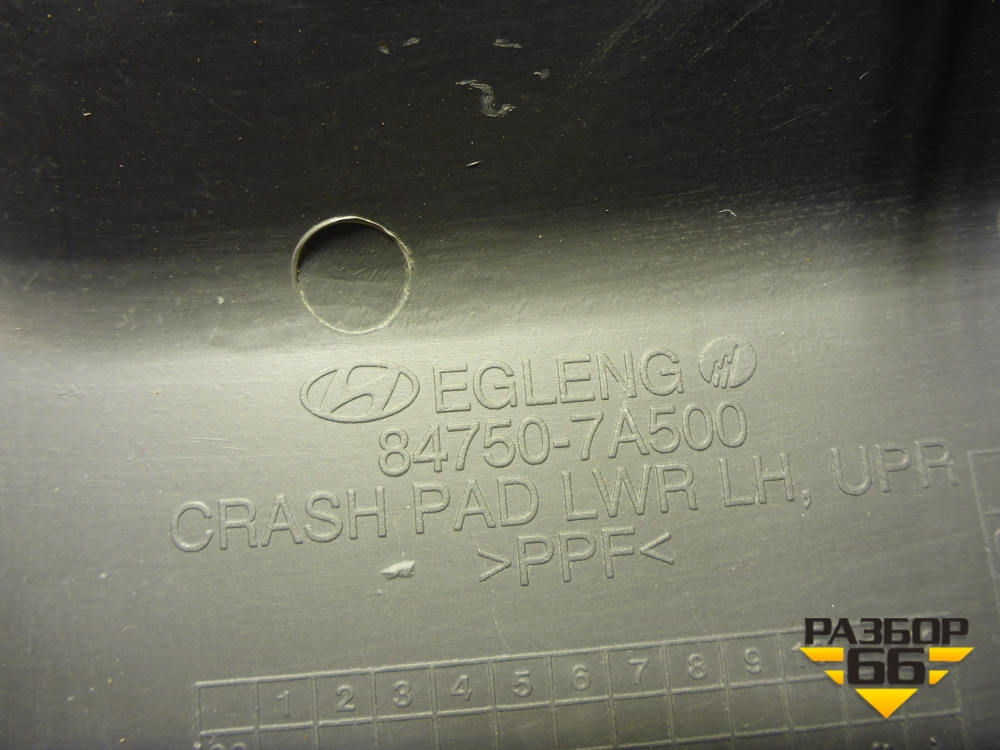 EGLENG
84750-7A500
CRASH PAD LWR LH, UPR
>PPF<
1 2 3 4 5 6 7 8 9
РАЗБОР
66